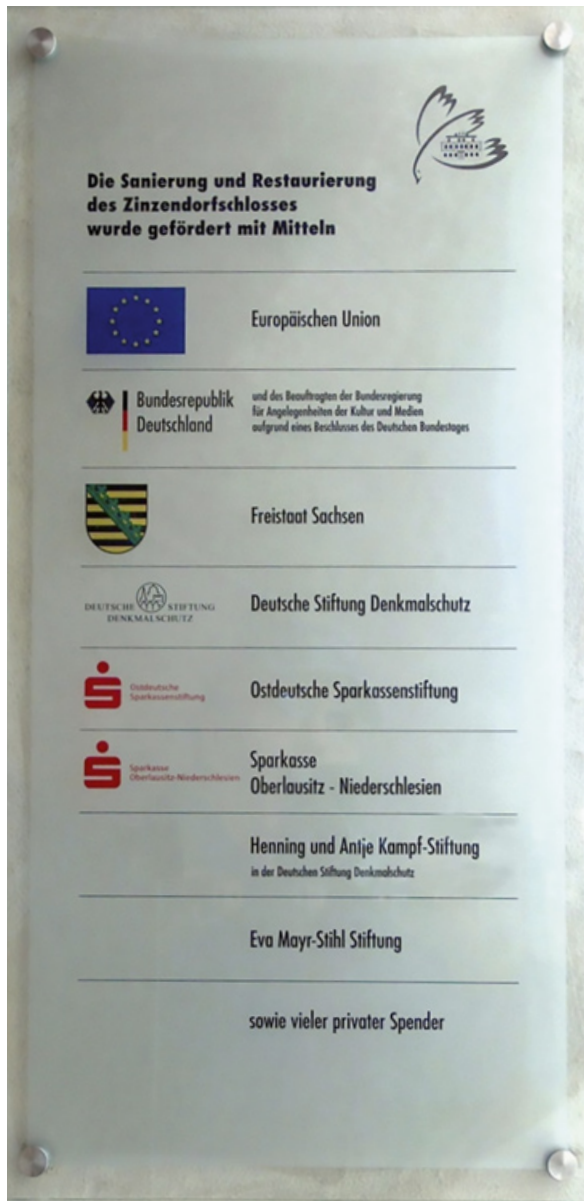 Die Sanierung und Restaurierung
des Zinzendorfschlosses
wurde gefördert mit Mitteln
Europäischen Union
Bundesrepublik
Deutschland
und des Beauftragten der Bundesregierung
für Angelegenheiten der Kultur und Medien
aufgrund eines Beschlusses des Deutschen Bundestages
Freistaat Sachsen
DEUTSCHE STIFTUNG
DENKMALSCHUTZ
Deutsche Stiftung Denkmalschutz
Ostdeutsche
Sparkassenstiftung
Ostdeutsche Sparkassenstiftung
Sparkasse
Oberlausitz-Niederschlesien
Sparkasse
Oberlausitz - Niederschlesien
Henning und Antje Kampf-Stiftung
in der Deutschen Stiftung Denkmalschutz
Eva Mayr-Stihl Stiftung
sowie vieler privater Spender